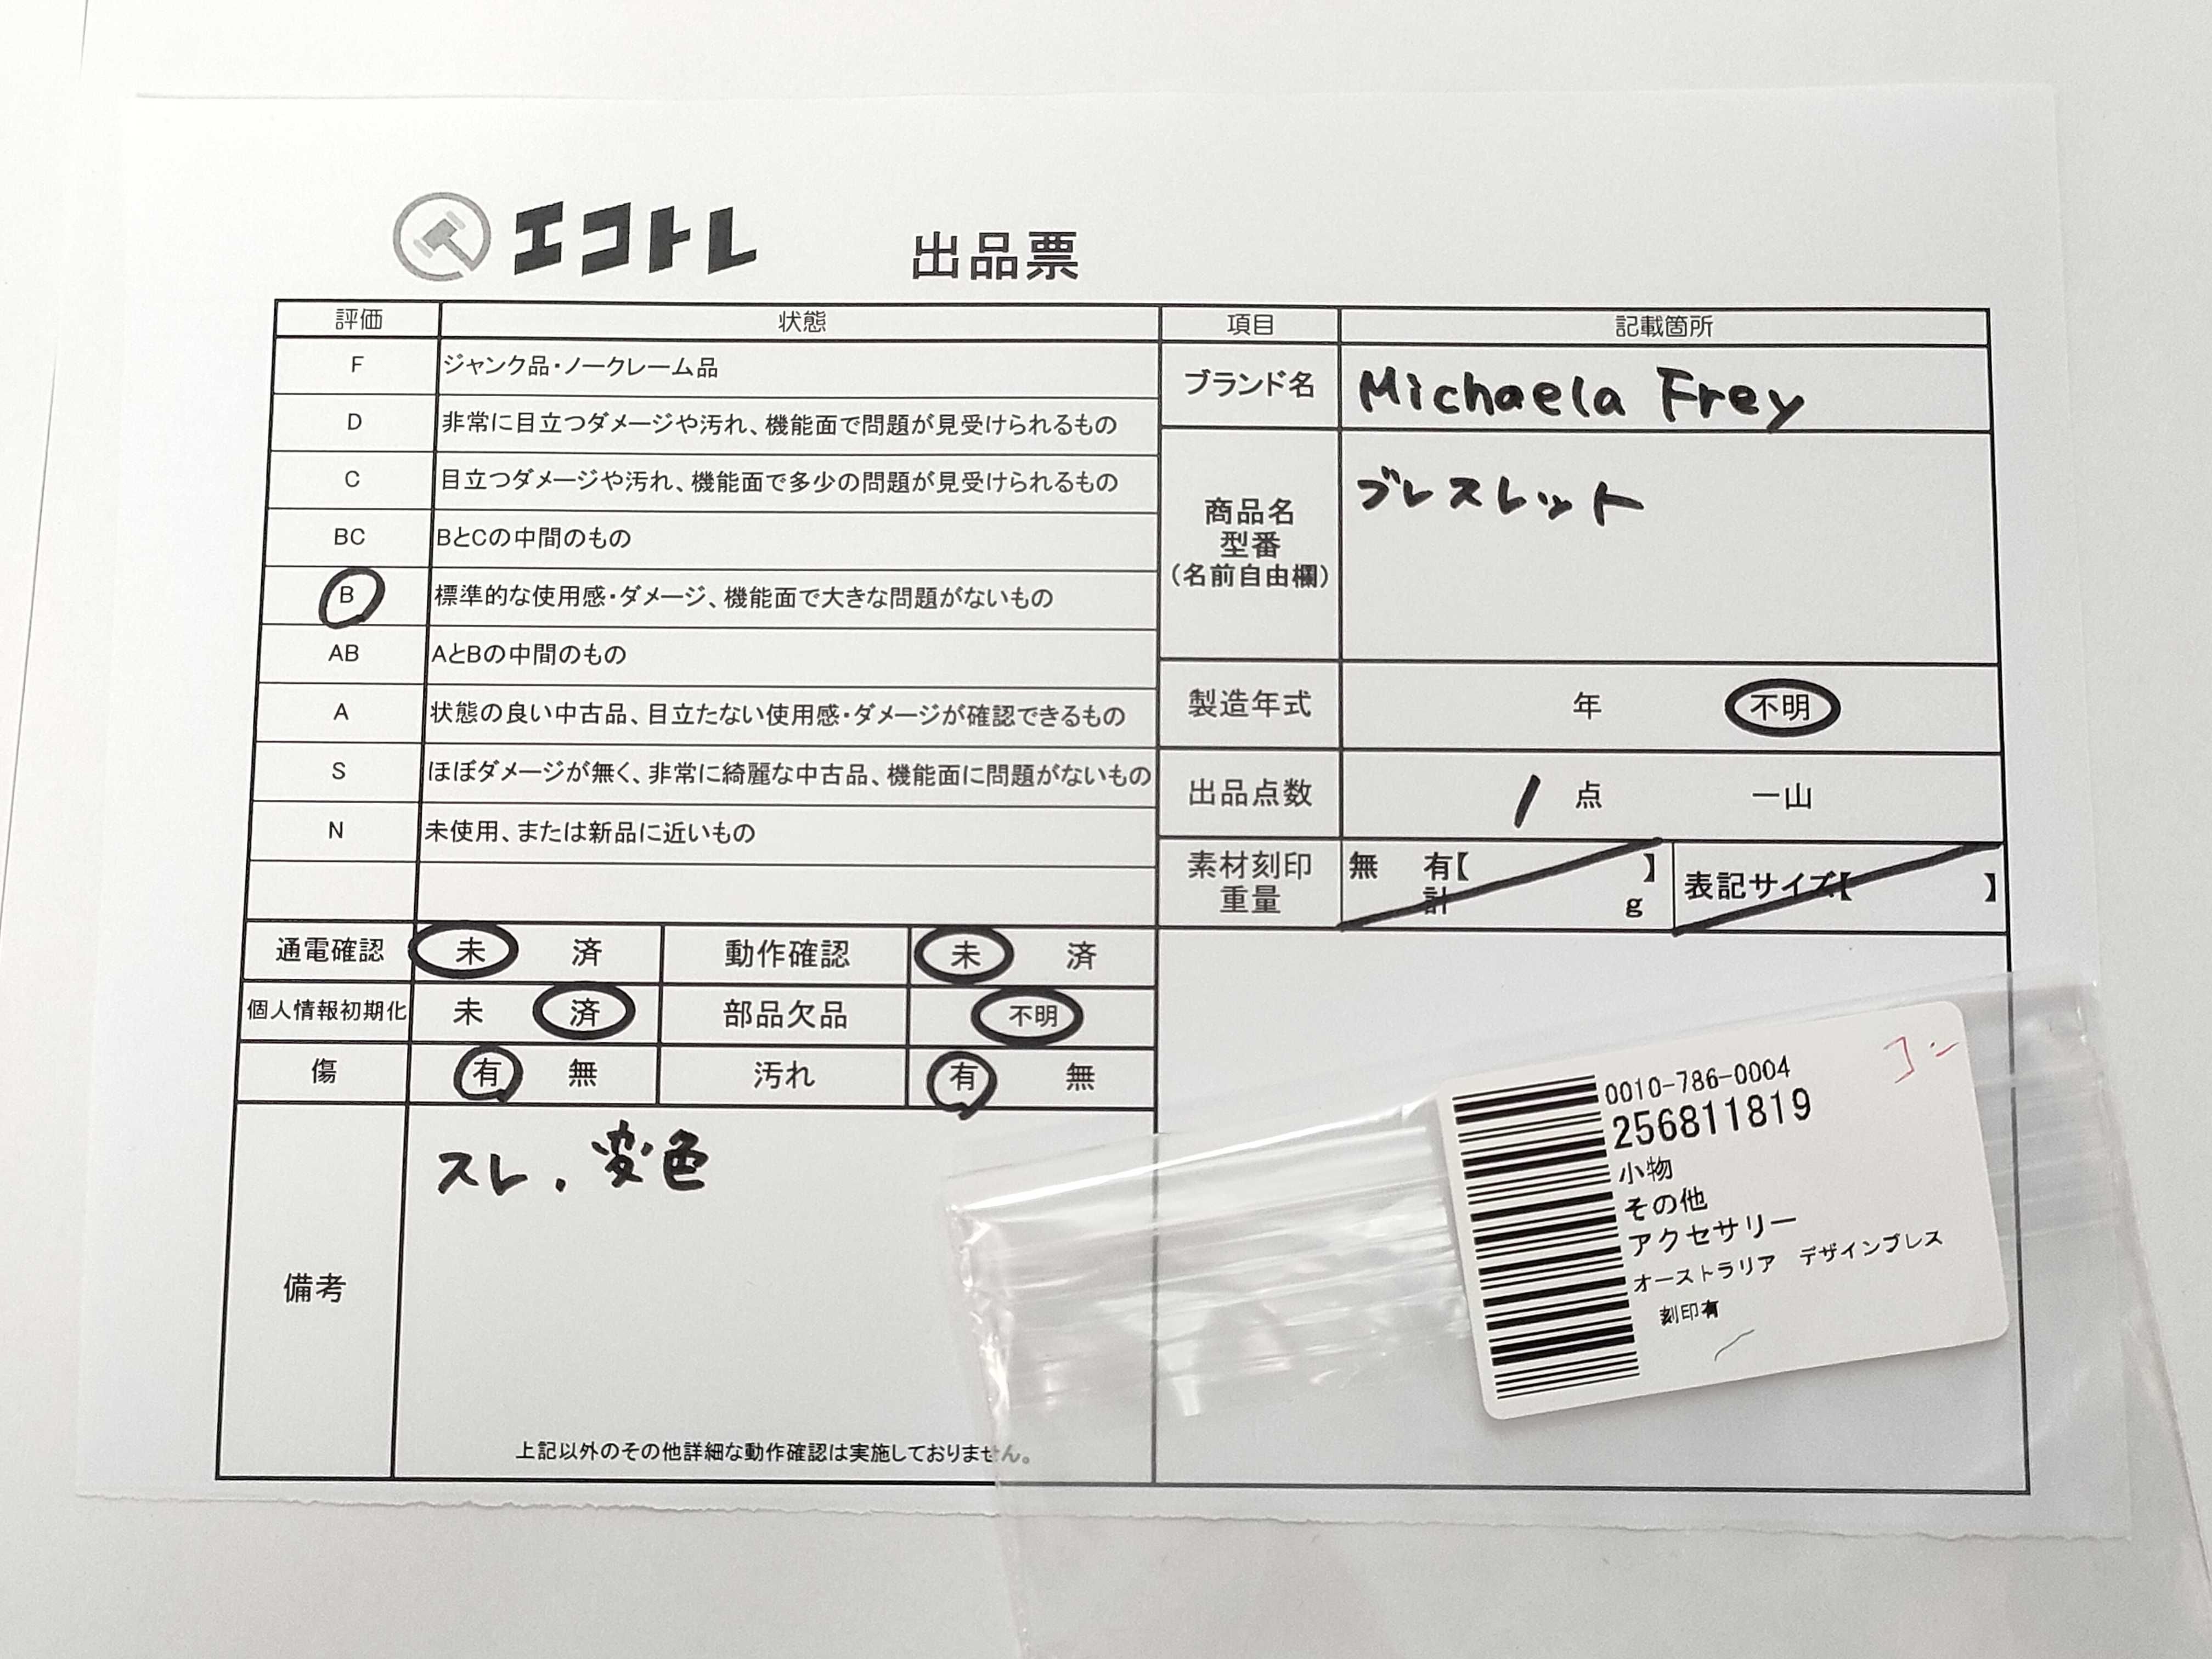 エコトレ 出品票
評価 状態
F ジャンク品・ノークレーム品
D 非常に目立つダメージや汚れ、機能面で問題が見受けられるもの
C 目立つダメージや汚れ、機能面で多少の問題が見受けられるもの
BC BとCの中間のもの
B 標準的な使用感・ダメージ、機能面で大きな問題がないもの
AB AとBの中間のもの
A 状態の良い中古品、目立たない使用感・ダメージが確認できるもの
S ほぼダメージが無く、非常に綺麗な中古品、機能面に問題がないもの
N 未使用、または新品に近いもの
通電確認 未 済 動作確認 未 済
個人情報初期化 未 済 部品欠品 不明
傷 有 無 汚れ 有 無
備考
スレ.変色
上記以外のその他詳細な動作確認は実施しておりません。
項目 記載箇所
ブランド名 Michaela Frey
商品名
型番
(名前自由欄)
ブレスレット
製造年式 年 不明
出品点数 1 点 一山
素材刻印
重量
無 有【 】
計 g
表記サイズ【 】
0010-786-0004
256811819
小物
その他
アクセサリー
オーストラリア デザインブレス
刻印有